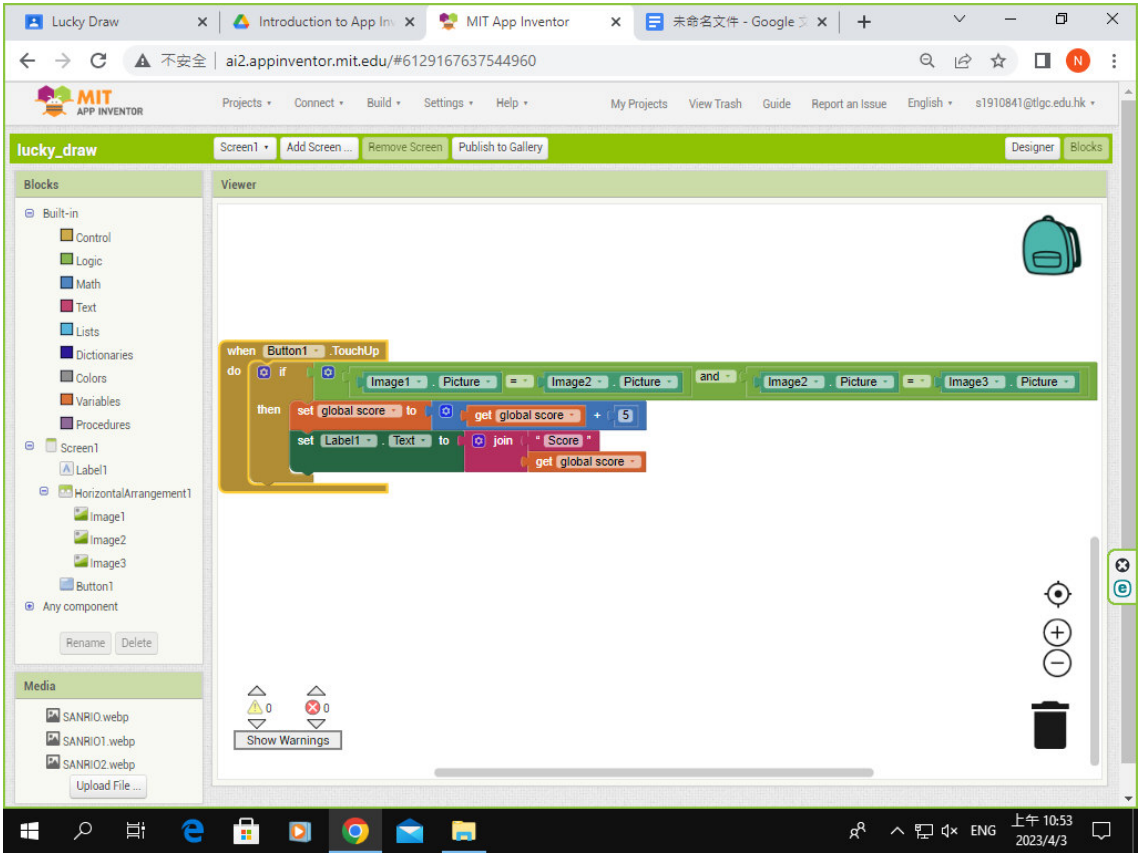 Lucky Draw
Introduction to App Inv
MIT App Inventor
未命名文件 - Google
不安全 ai2.appinventor.mit.edu/#6129167637544960
N
MIT
APP INVENTOR
Projects Connect Build Settings Help My Projects View Trash Guide Report an Issue English s1910841@tlgc.edu.hk
lucky_draw
Screen1 Add Screen ... Remove Screen Publish to Gallery Designer Blocks
Blocks
Built-in
Control
Logic
Math
Text
Lists
Dictionaries
Colors
Variables
Procedures
Screen1
Label1
HorizontalArrangement1
Image1
Image2
Image3
Button1
Any component
Rename Delete
Media
SANRIO.webp
SANRIO1.webp
SANRIO2.webp
Upload File ...
Viewer
when Button1 .TouchUp
do if Image1 . Picture = Image2 . Picture and Image2 . Picture = Image3 . Picture
then set global score to get global score + 5
set Label1 . Text to join " Score "
get global score
0 0
Show Warnings
ENG
上午 10:53
2023/4/3